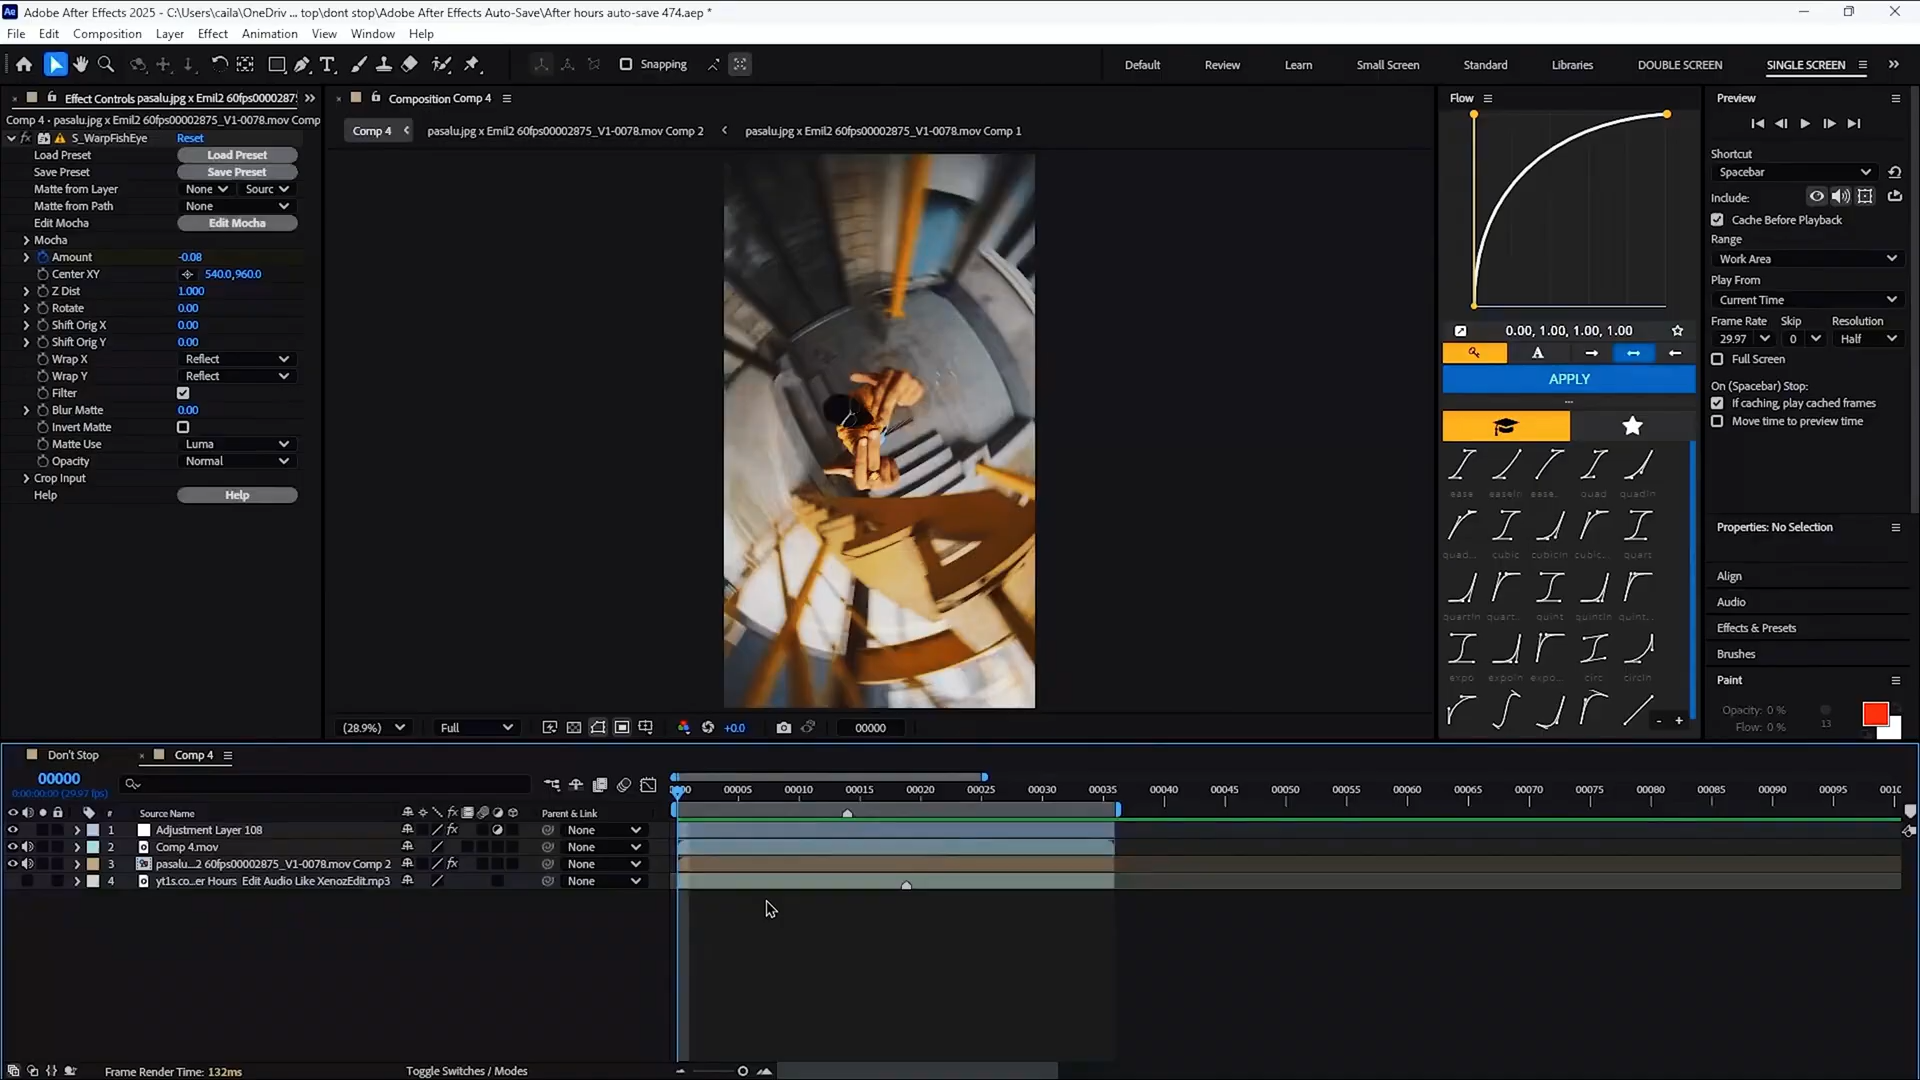 Adobe After Effects 2025 - C:\Users\caila\OneDriv ... top\dont stop\Adobe After Effects Auto-Save\After hours auto-save 474.aep *
File Edit Composition Layer Effect Animation View Window Help
Snapping
Default Review Learn Small Screen Standard Libraries DOUBLE SCREEN SINGLE SCREEN
Effect Controls pasalu.jpg x Emil2 60fps00002875
Comp 4 • pasalu.jpg x Emil2 60fps00002875_V1-0078.mov Comp
S_WarpFishEye Reset
Load Preset Load Preset
Save Preset Save Preset
Matte from Layer None Sourc
Matte from Path None
Edit Mocha Edit Mocha
Mocha
Amount -0.08
Center XY 540.0,960.0
Z Dist 1.000
Rotate 0.00
Shift Orig X 0.00
Shift Orig Y 0.00
Wrap X Reflect
Wrap Y Reflect
Filter
Blur Matte 0.00
Invert Matte
Matte Use Luma
Opacity Normal
Crop Input
Help Help
Composition Comp 4
Comp 4 pasalu.jpg x Emil2 60fps00002875_V1-0078.mov Comp 2 pasalu.jpg x Emil2 60fps00002875_V1-0078.mov Comp 1
(28.9%) Full +0.0 00000
Flow
0.00, 1.00, 1.00, 1.00
A
APPLY
ease easeIn ease.. quad quadIn
quad... cubic cubicIn cubic... quart
quartIn quart... quint quintIn quint...
expo expoIn expo... circ circIn
- +
Preview
Shortcut
Spacebar
Include:
Cache Before Playback
Range
Work Area
Play From
Current Time
Frame Rate Skip Resolution
29.97 0 Half
Full Screen
On (Spacebar) Stop:
If caching, play cached frames
Move time to preview time
Properties: No Selection
Align
Audio
Effects & Presets
Brushes
Paint
Opacity: 0 %
Flow: 0 %
13
Don't Stop Comp 4
00000
0:00:00:00 (29.97 fps)
# Source Name fx Parent & Link
1 Adjustment Layer 108 fx None
2 Comp 4.mov None
3 pasalu...2 60fps00002875_V1-0078.mov Comp 2 fx None
4 yt1s.co...er Hours Edit Audio Like XenozEdit.mp3 None
00005 00010 00015 00020 00025 00030 00035 00040 00045 00050 00055 00060 00065 00070 00075 00080 00085 00090 00095 0010
Frame Render Time: 132ms
Toggle Switches / Modes